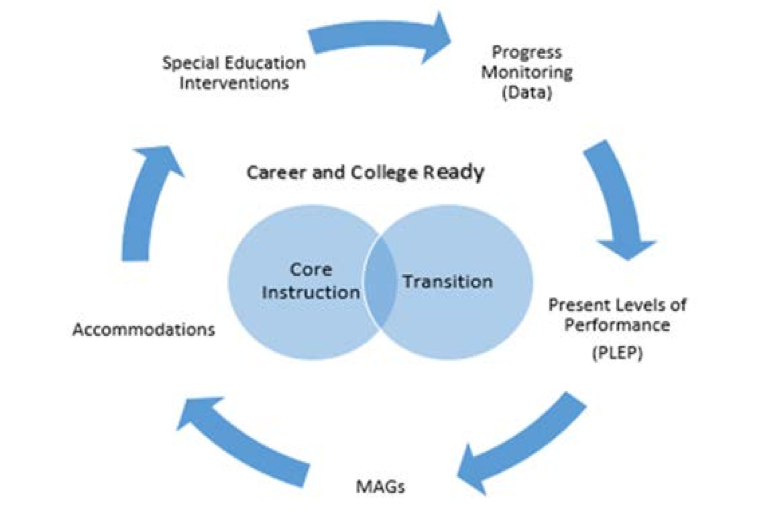 Special Education
Interventions
Progress
Monitoring
(Data)
Career and College Ready
Core
Instruction
Transition
Present Levels of
Performance
(PLEP)
Accommodations
MAGs